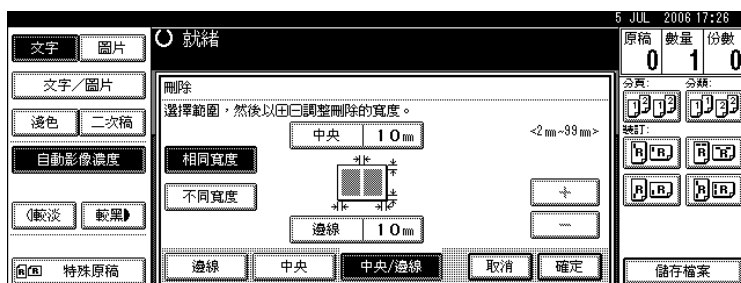 5 JUL 2006 17:26
文字 圖片
就緒
原稿 數量 份數
0 1 0
文字／圖片
刪除
分頁： 分類：
選擇範圍，然後以⊞⊟調整刪除的寬度。
淺色 二次稿
中央 10mm
<2mm~99mm>
裝訂：
自動影像濃度
相同寬度
不同寬度
+
◀較淡 較黑▶
邊線 10mm
—
特殊原稿
邊線 中央 中央/邊線 取消 確定
儲存檔案